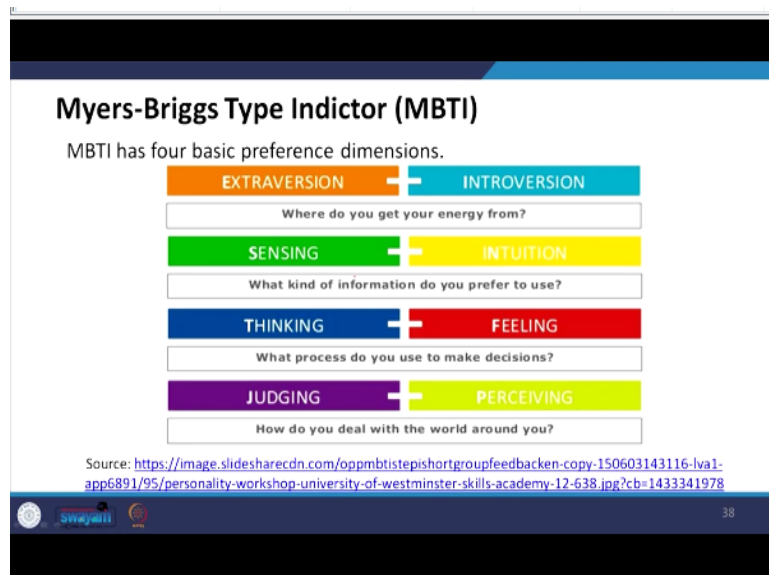 Myers-Briggs Type Indictor (MBTI)
MBTI has four basic preference dimensions.
EXTRAVERSION INTROVERSION
Where do you get your energy from?
SENSING INTUITION
What kind of information do you prefer to use?
THINKING FEELING
What process do you use to make decisions?
JUDGING PERCEIVING
How do you deal with the world around you?
Source: https://image.slidesharecdn.com/oppmbtistepishortgroupfeedbacken-copy-150603143116-lva1-
app6891/95/personality-workshop-university-of-westminster-skills-academy-12-638.jpg?cb=1433341978
swayam 38